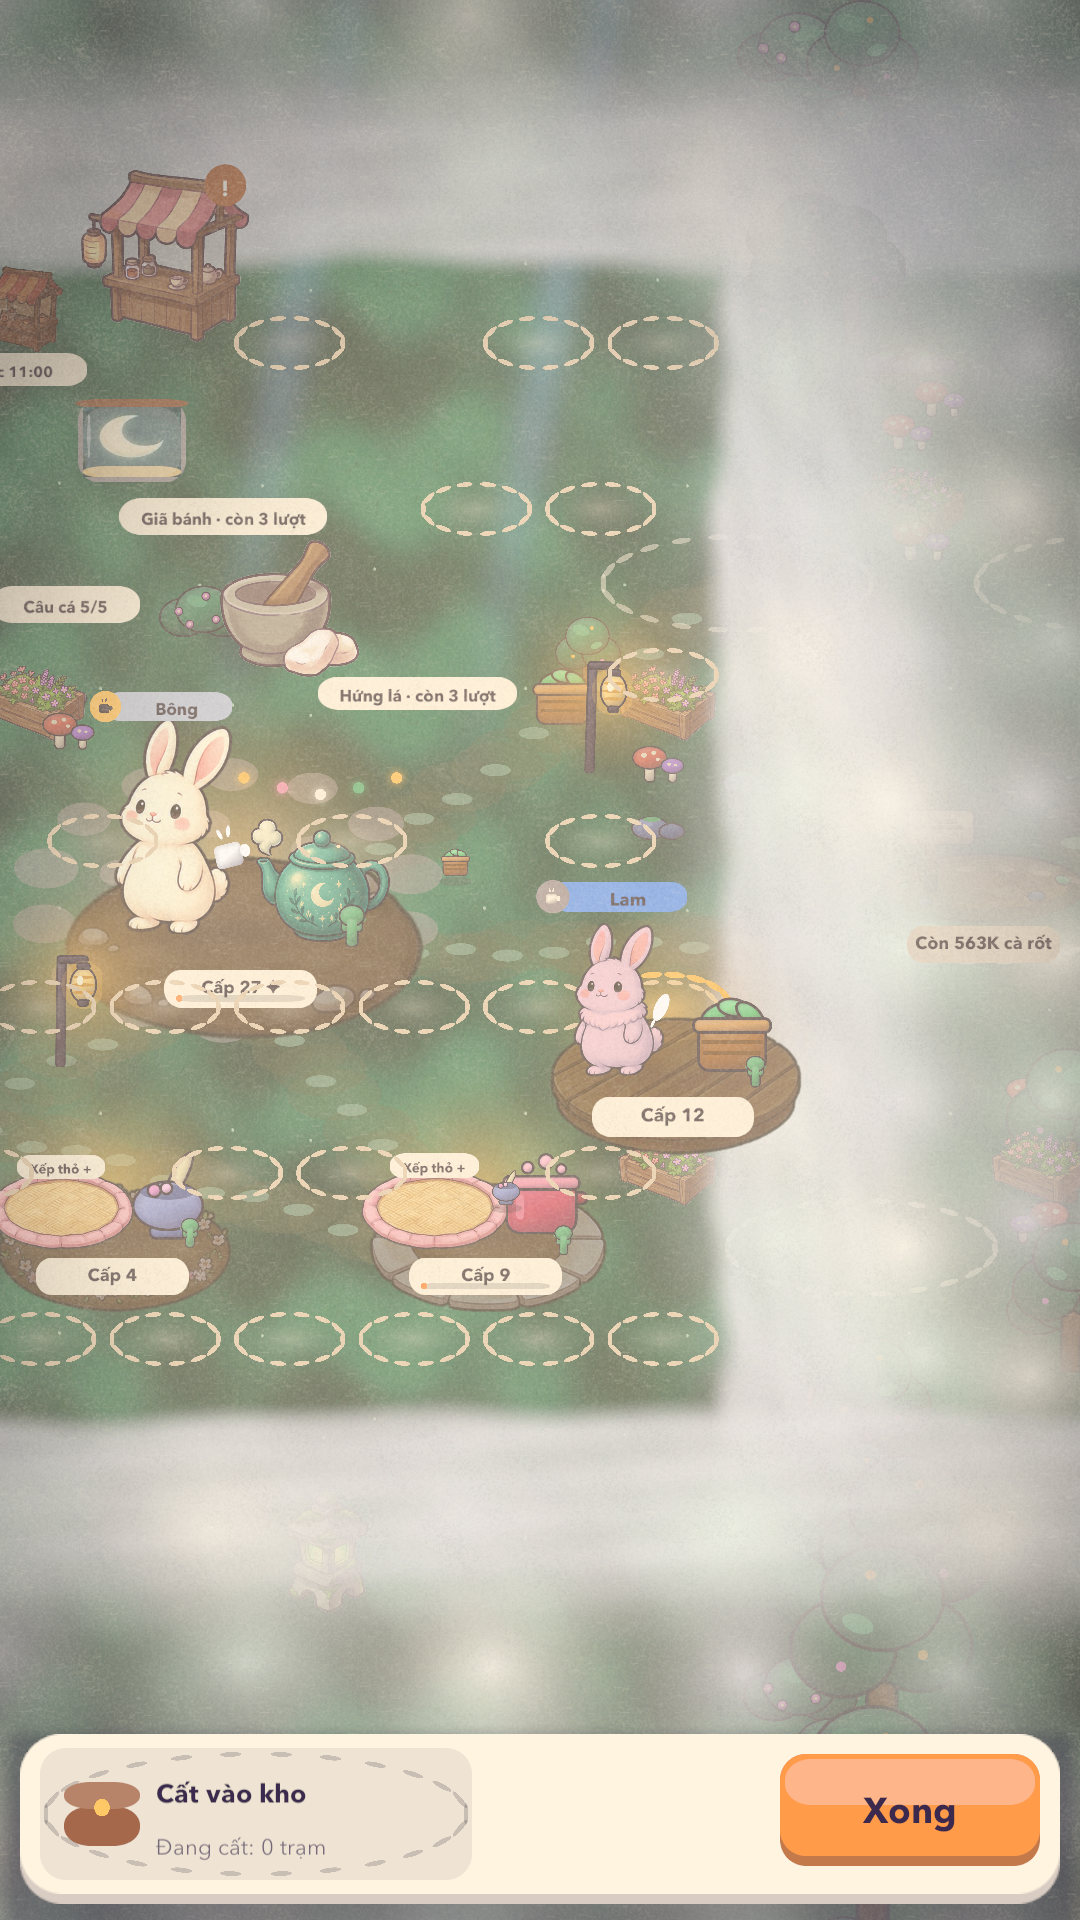 !
11:00
Giã bánh · còn 3 lượt
Câu cá 5/5
Hứng lá · còn 3 lượt
Bông
Lam
Còn 563K cà rốt
Cấp 27
Cấp 12
Xếp thỏ +
Xếp thỏ +
Cấp 4
Cấp 9
Cất vào kho
Đang cất: 0 trạm
Xong